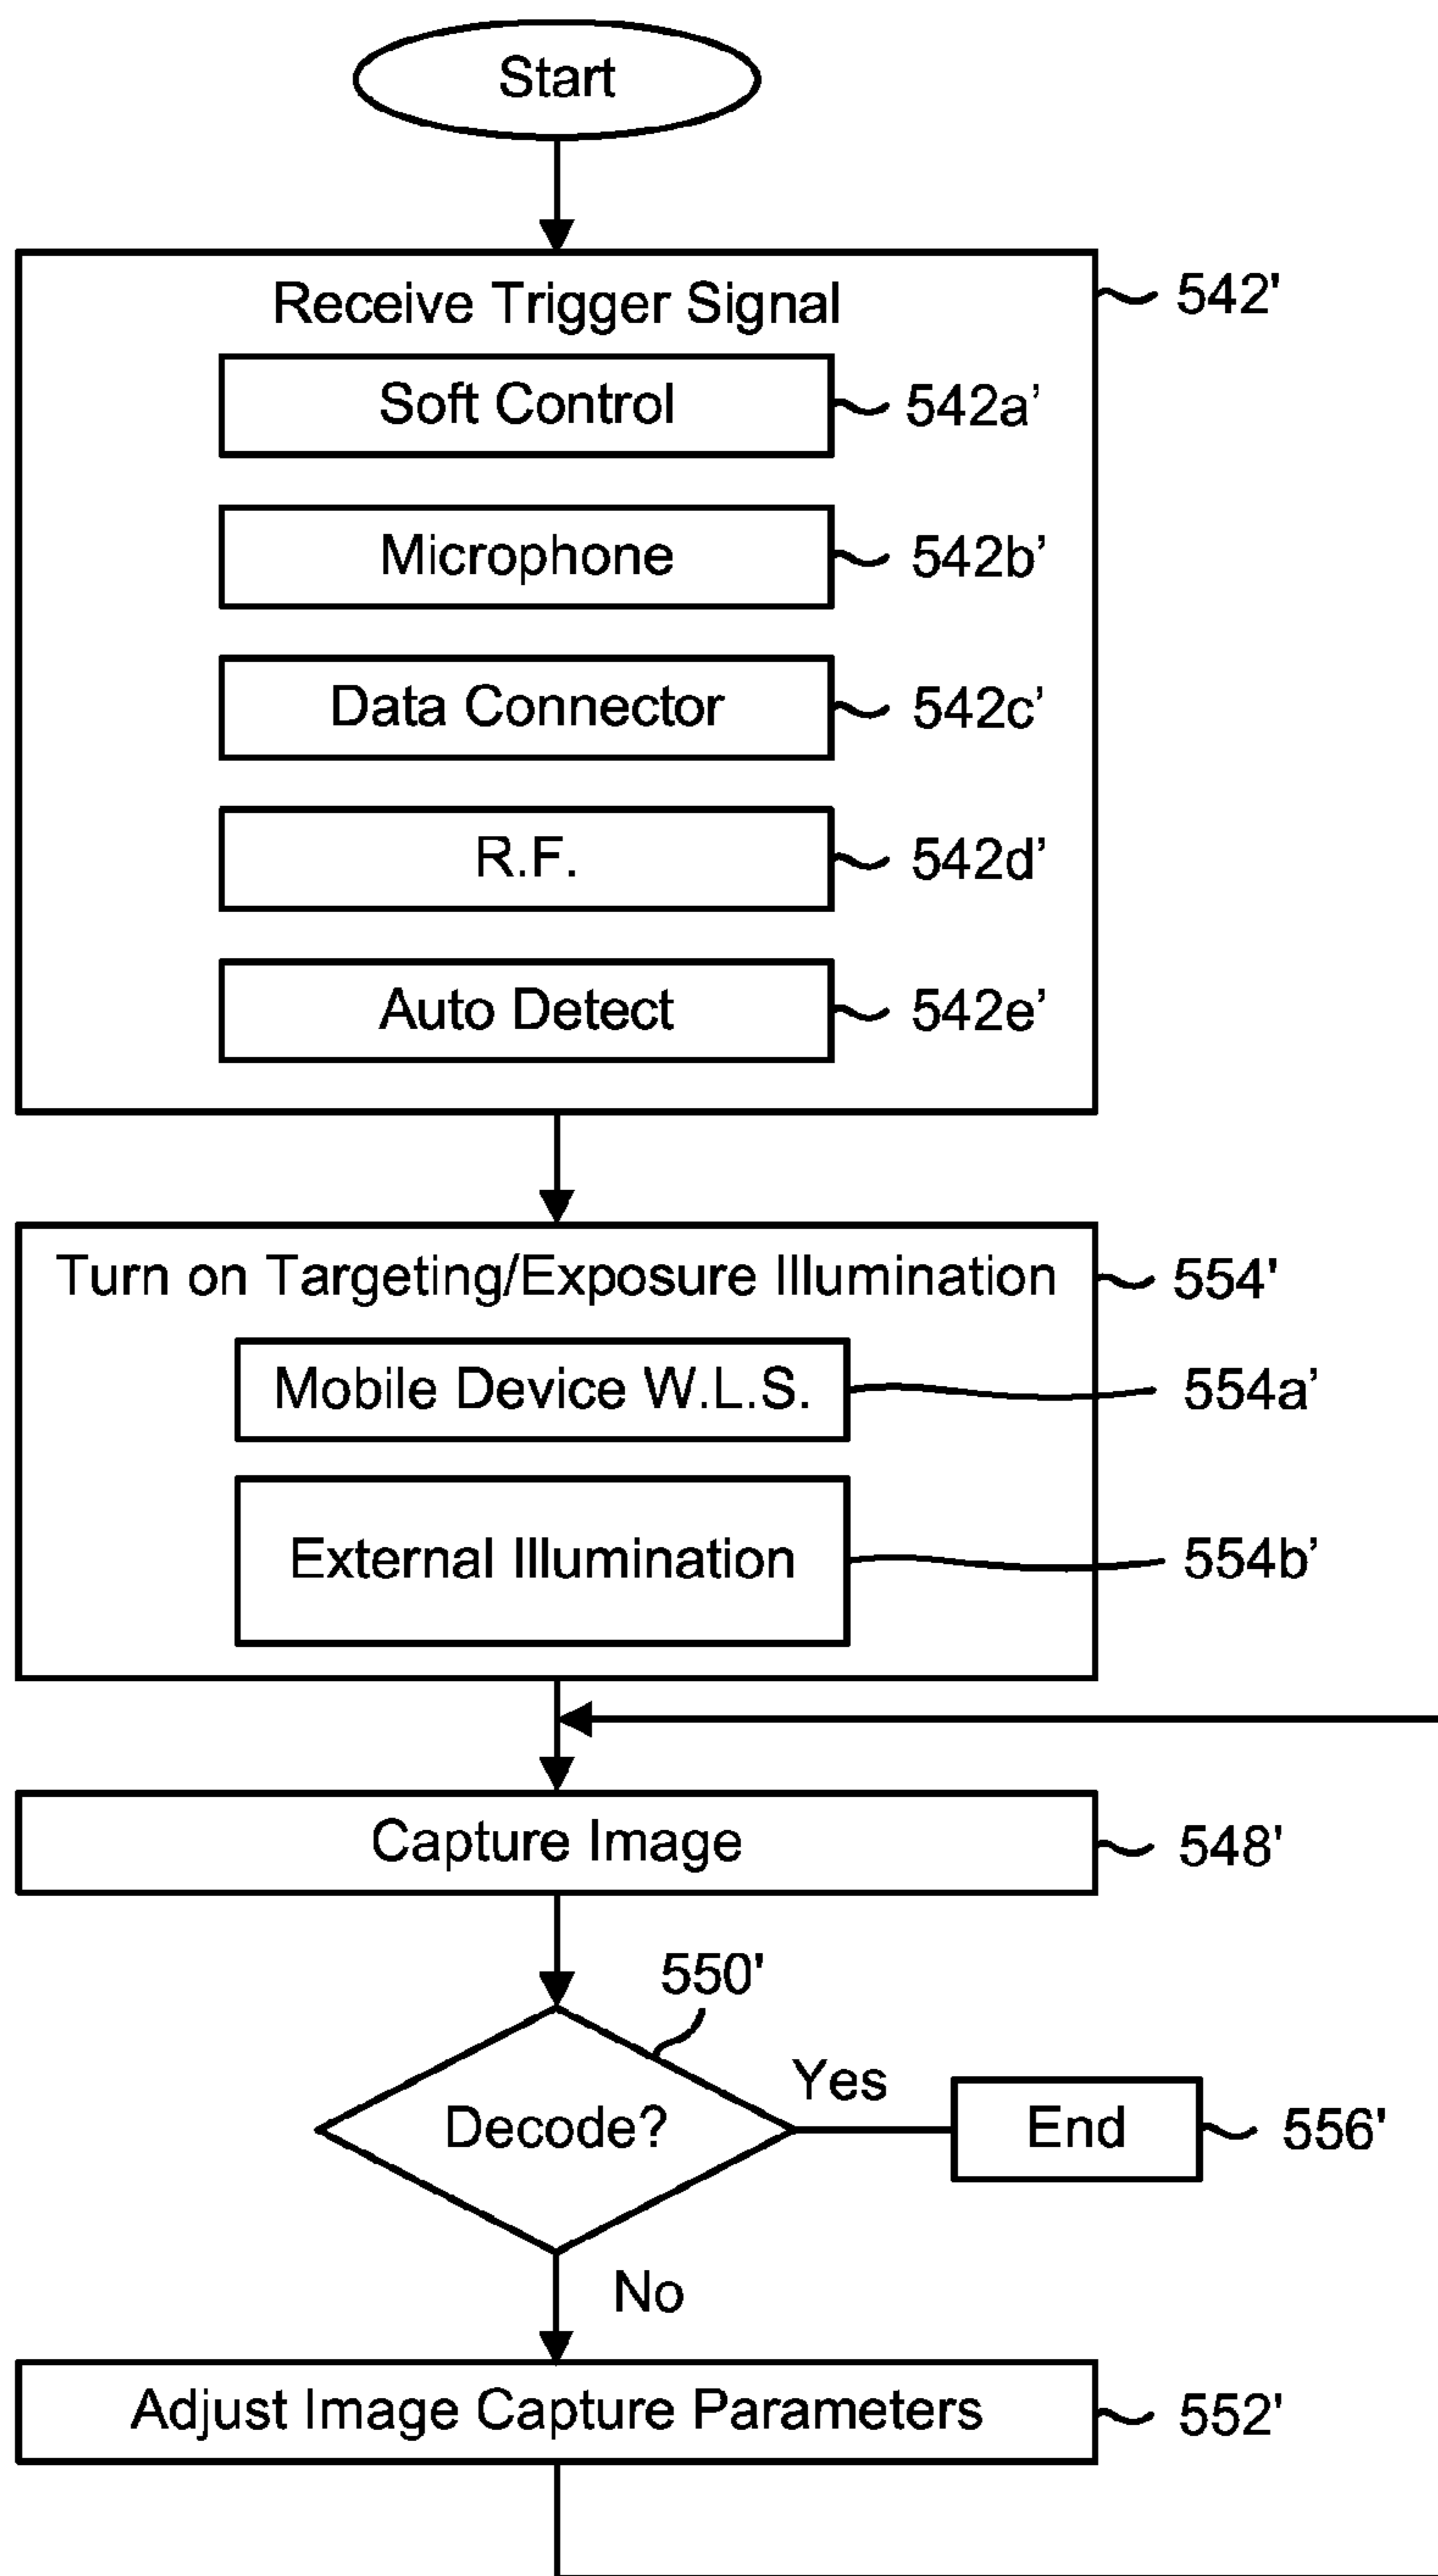 Start
Receive Trigger Signal
542'
Soft Control
542a’
Microphone
542b’
Data Connector
542c’
R.F.
542d’
Auto Detect
542e’
Turn on Targeting/Exposure Illumination
554'
Mobile Device W.L.S.
554a’
External Illumination
554b’
Capture Image
548'
550'
Decode?
Yes
End
556'
No
Adjust Image Capture Parameters
552'